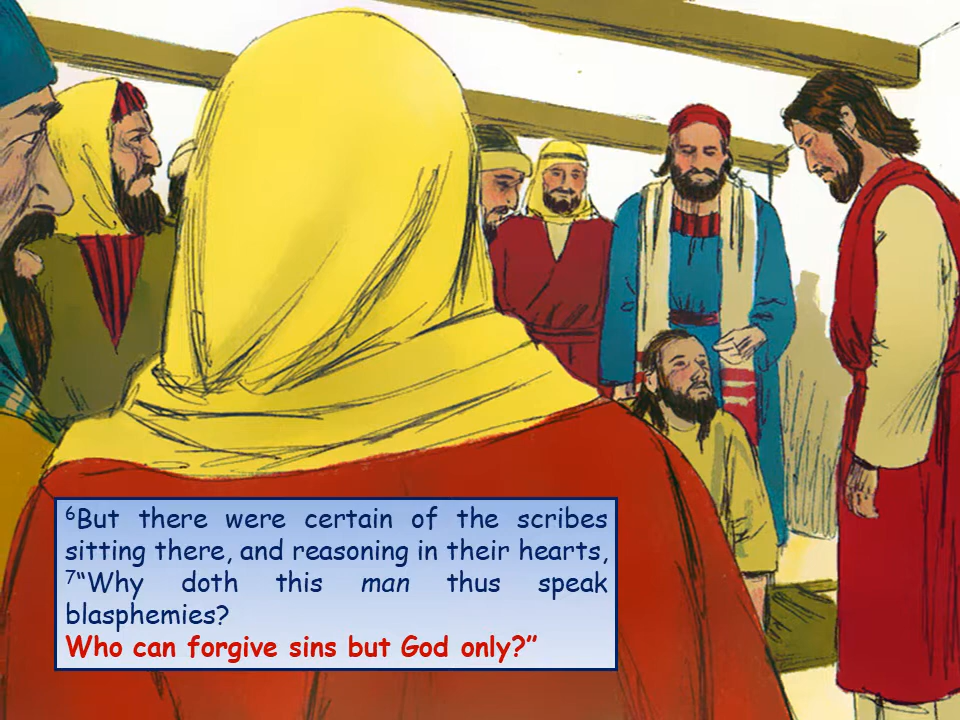 ⁶But there were certain of the scribes
sitting there, and reasoning in their hearts,
⁷“Why doth this man thus speak
blasphemies?
Who can forgive sins but God only?”